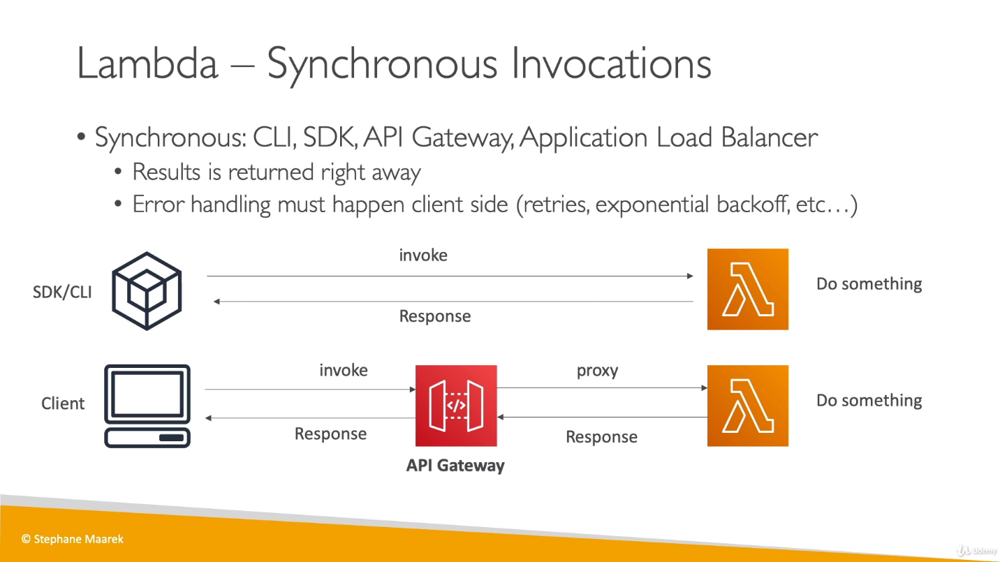 Lambda – Synchronous Invocations
• Synchronous: CLI, SDK, API Gateway, Application Load Balancer
• Results is returned right away
• Error handling must happen client side (retries, exponential backoff, etc…)
invoke
SDK/CLI
Do something
Response
invoke
proxy
Client
Do something
Response
Response
</>
API Gateway
© Stephane Maarek
Udemy